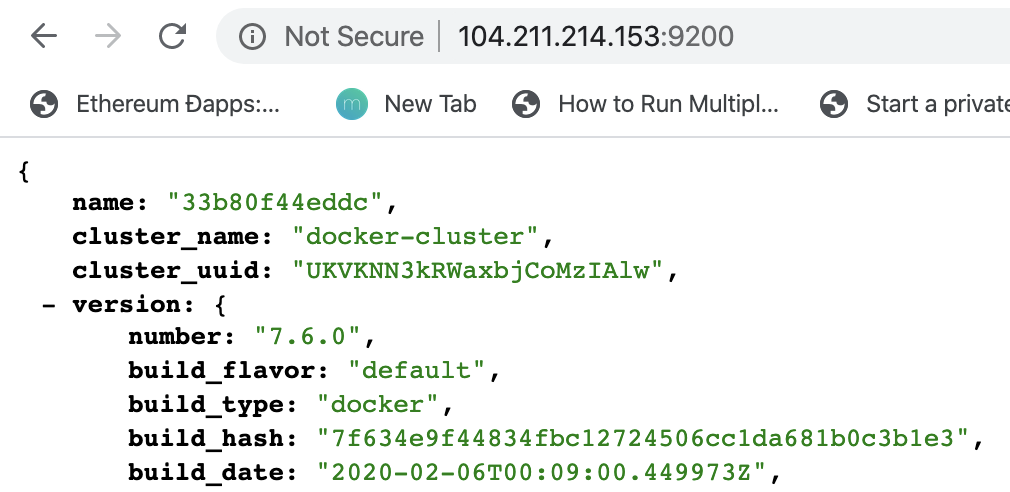 Not Secure 104.211.214.153:9200
Ethereum Đapps:... m New Tab How to Run Multipl... Start a private
{
name: "33b80f44eddc",
cluster_name: "docker-cluster",
cluster_uuid: "UKVKNN3kRWaxbjCoMzIAlw",
- version: {
number: "7.6.0",
build_flavor: "default",
build_type: "docker",
build_hash: "7f634e9f44834fbc12724506cc1da681b0c3b1e3",
build_date: "2020-02-06T00:09:00.449973Z",